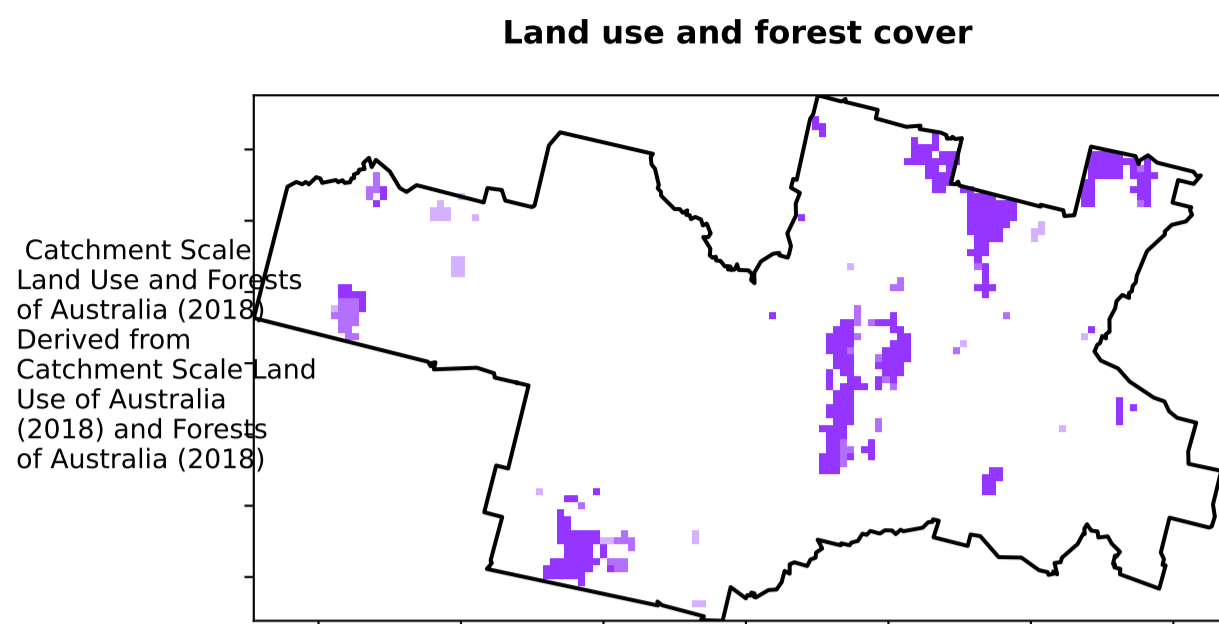 Land use and forest cover
Catchment Scale
Land Use and Forests
of Australia (2018)
Derived from
Catchment Scale Land
Use of Australia
(2018) and Forests
of Australia (2018)